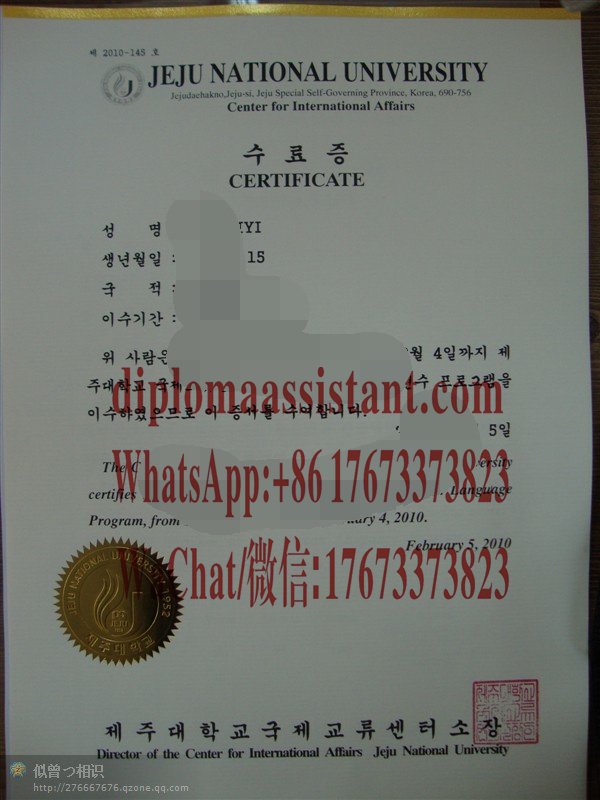 제 2010-145 호
JEJU NATIONAL UNIVERSITY
Jejudaehakno,Jeju-si, Jeju Special Self-Governing Province, Korea, 690-756
Center for International Affairs
수 료 증
CERTIFICATE
성 명
IYI
생년월일 : 15
국 적 :
이수기간 :
위 사람은 월 4일까지 제
주대학교 국제 연수 프로그램을
diplomaassistant.com
이수하였으므로 이 증서를 수여합니다.
5일
The C
WhatsApp:+86 17673373823
certifies Language
Program, from 4, 2010.
February 5, 2010
WeChat/微信:17673373823
JEJU NATIONAL UNIVERSITY 1952
JEJU
제주대학교
제주대학교국제교류센터소장
Director of the Center for International Affairs Jeju National University
似曾っ相识
http://276667676.qzone.qq.com